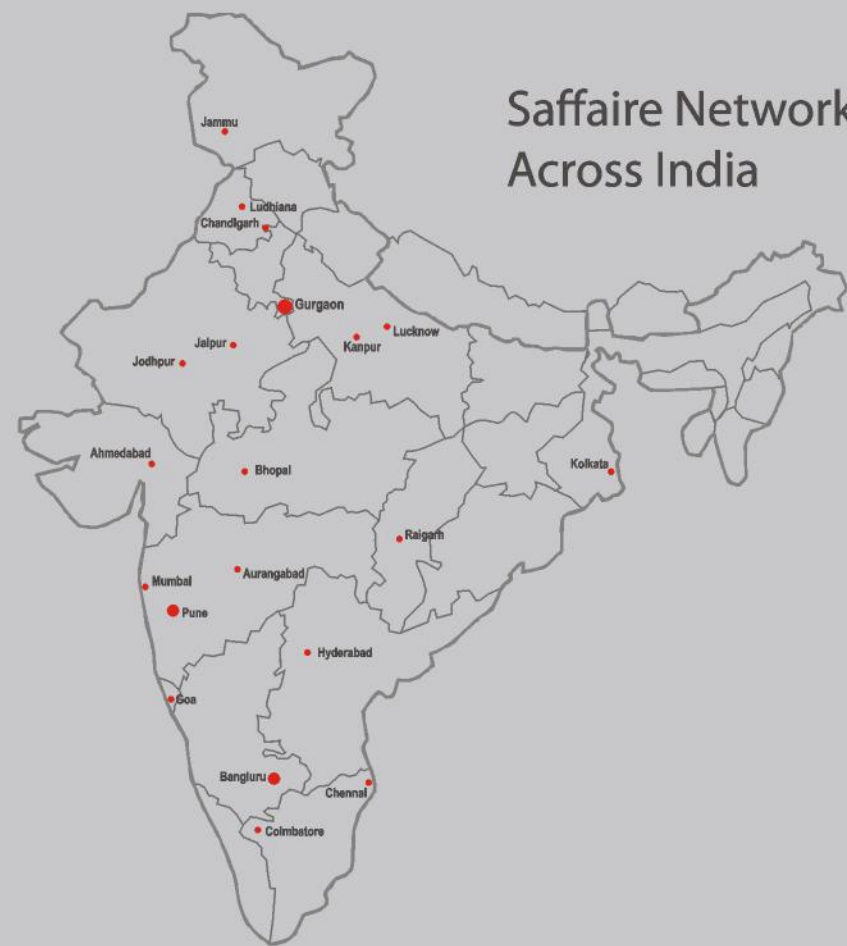 Saffaire Network
Across India
Jammu
Ludhiana
Chandigarh
Gurgaon
Lucknow
Jaipur
Kanpur
Jodhpur
Ahmedabad
Bhopal
Kolkata
Raigarh
Aurangabad
Mumbai
Pune
Hyderabad
Goa
Bangluru
Chennai
Coimbatore